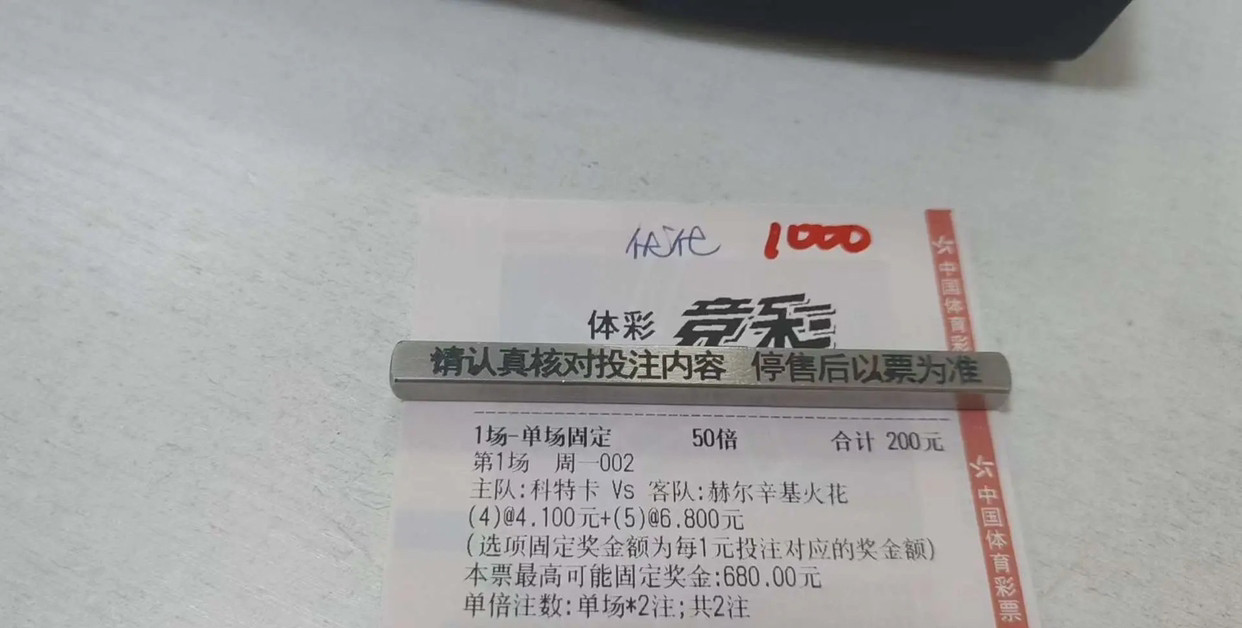 1000
体彩 竞彩
请认真核对投注内容 停售后以票为准
1场-单场固定 50倍 合计 200元
第1场 周一002
主队:科特卡 Vs 客队:赫尔辛基火花
(4)@4.100元+(5)@6.800元
(选项固定奖金额为每1元投注对应的奖金额)
本票最高可能固定奖金:680.00元
单倍注数:单场*2注;共2注
中国体育彩
中国体育彩票